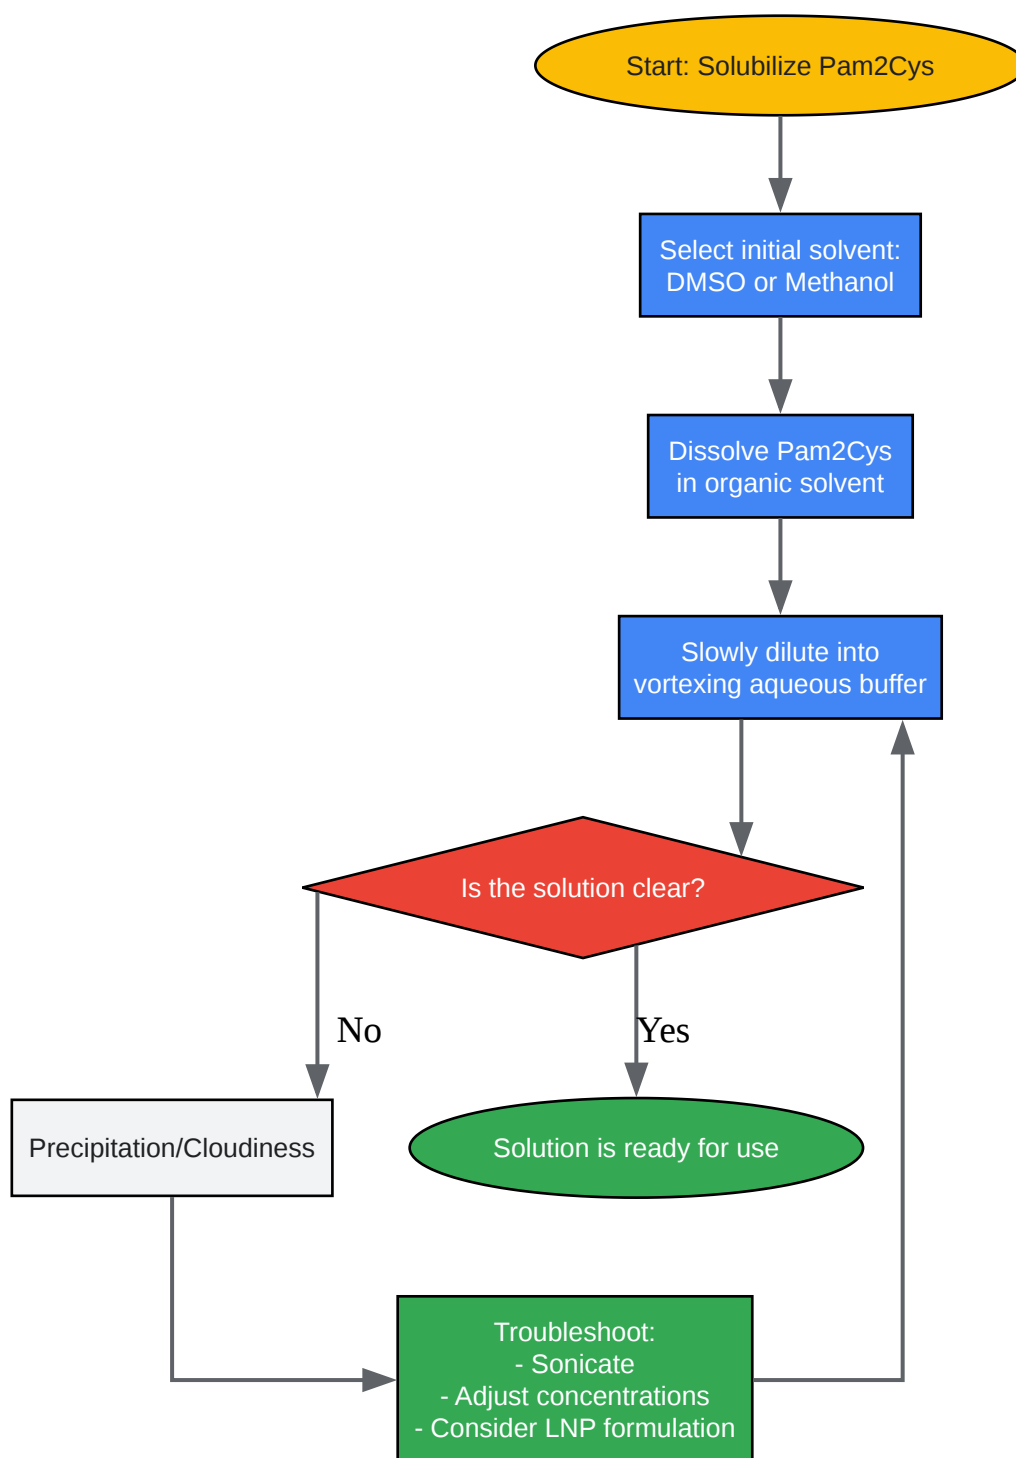 Start: Solubilize Pam2Cys
Select initial solvent:
DMSO or Methanol
Dissolve Pam2Cys
in organic solvent
Slowly dilute into
vortexing aqueous buffer
Is the solution clear?
No
Yes
Precipitation/Cloudiness
Solution is ready for use
Troubleshoot:
- Sonicate
- Adjust concentrations
- Consider LNP formulation